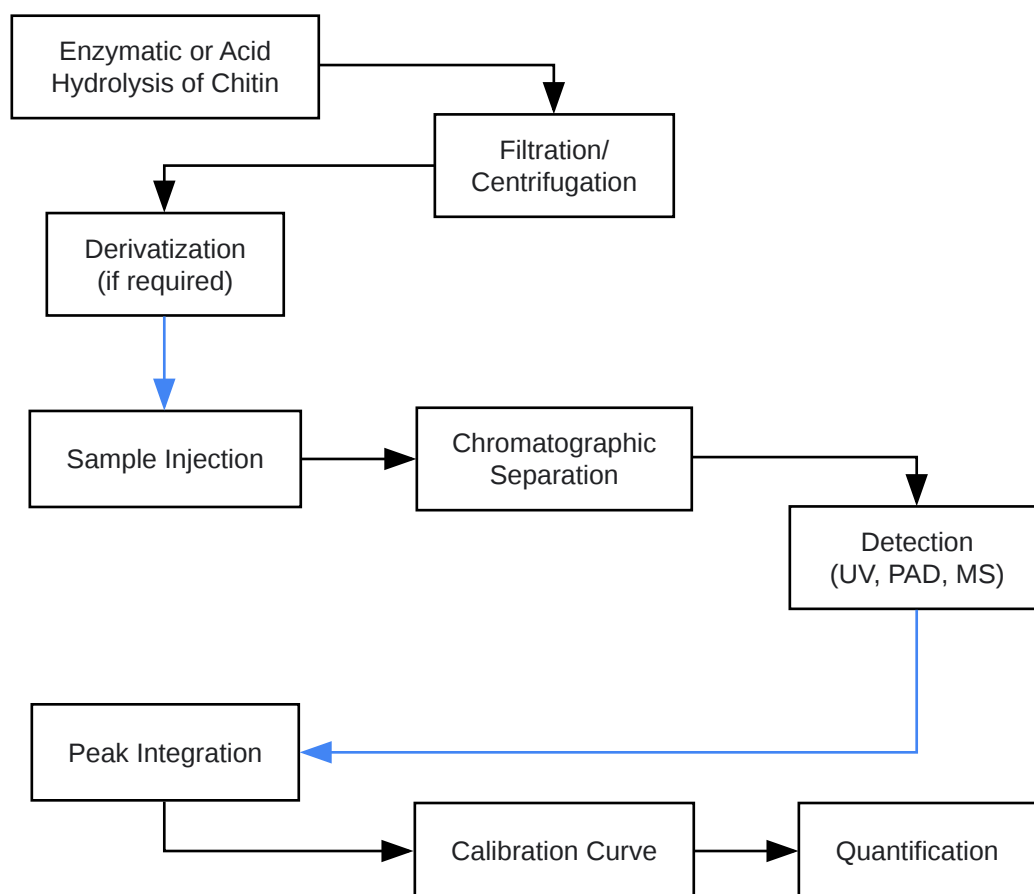 Enzymatic or Acid
Hydrolysis of Chitin
Filtration/
Centrifugation
Derivatization
(if required)
Sample Injection
Chromatographic
Separation
Detection
(UV, PAD, MS)
Peak Integration
Calibration Curve
Quantification